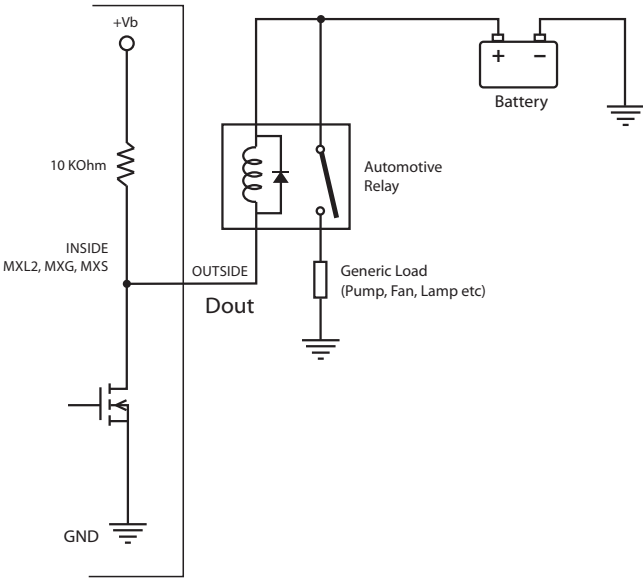 +Vb
+ −
Battery
10 KOhm
Automotive
Relay
INSIDE
MXL2, MXG, MXS
OUTSIDE
Generic Load
(Pump, Fan, Lamp etc)
Dout
GND